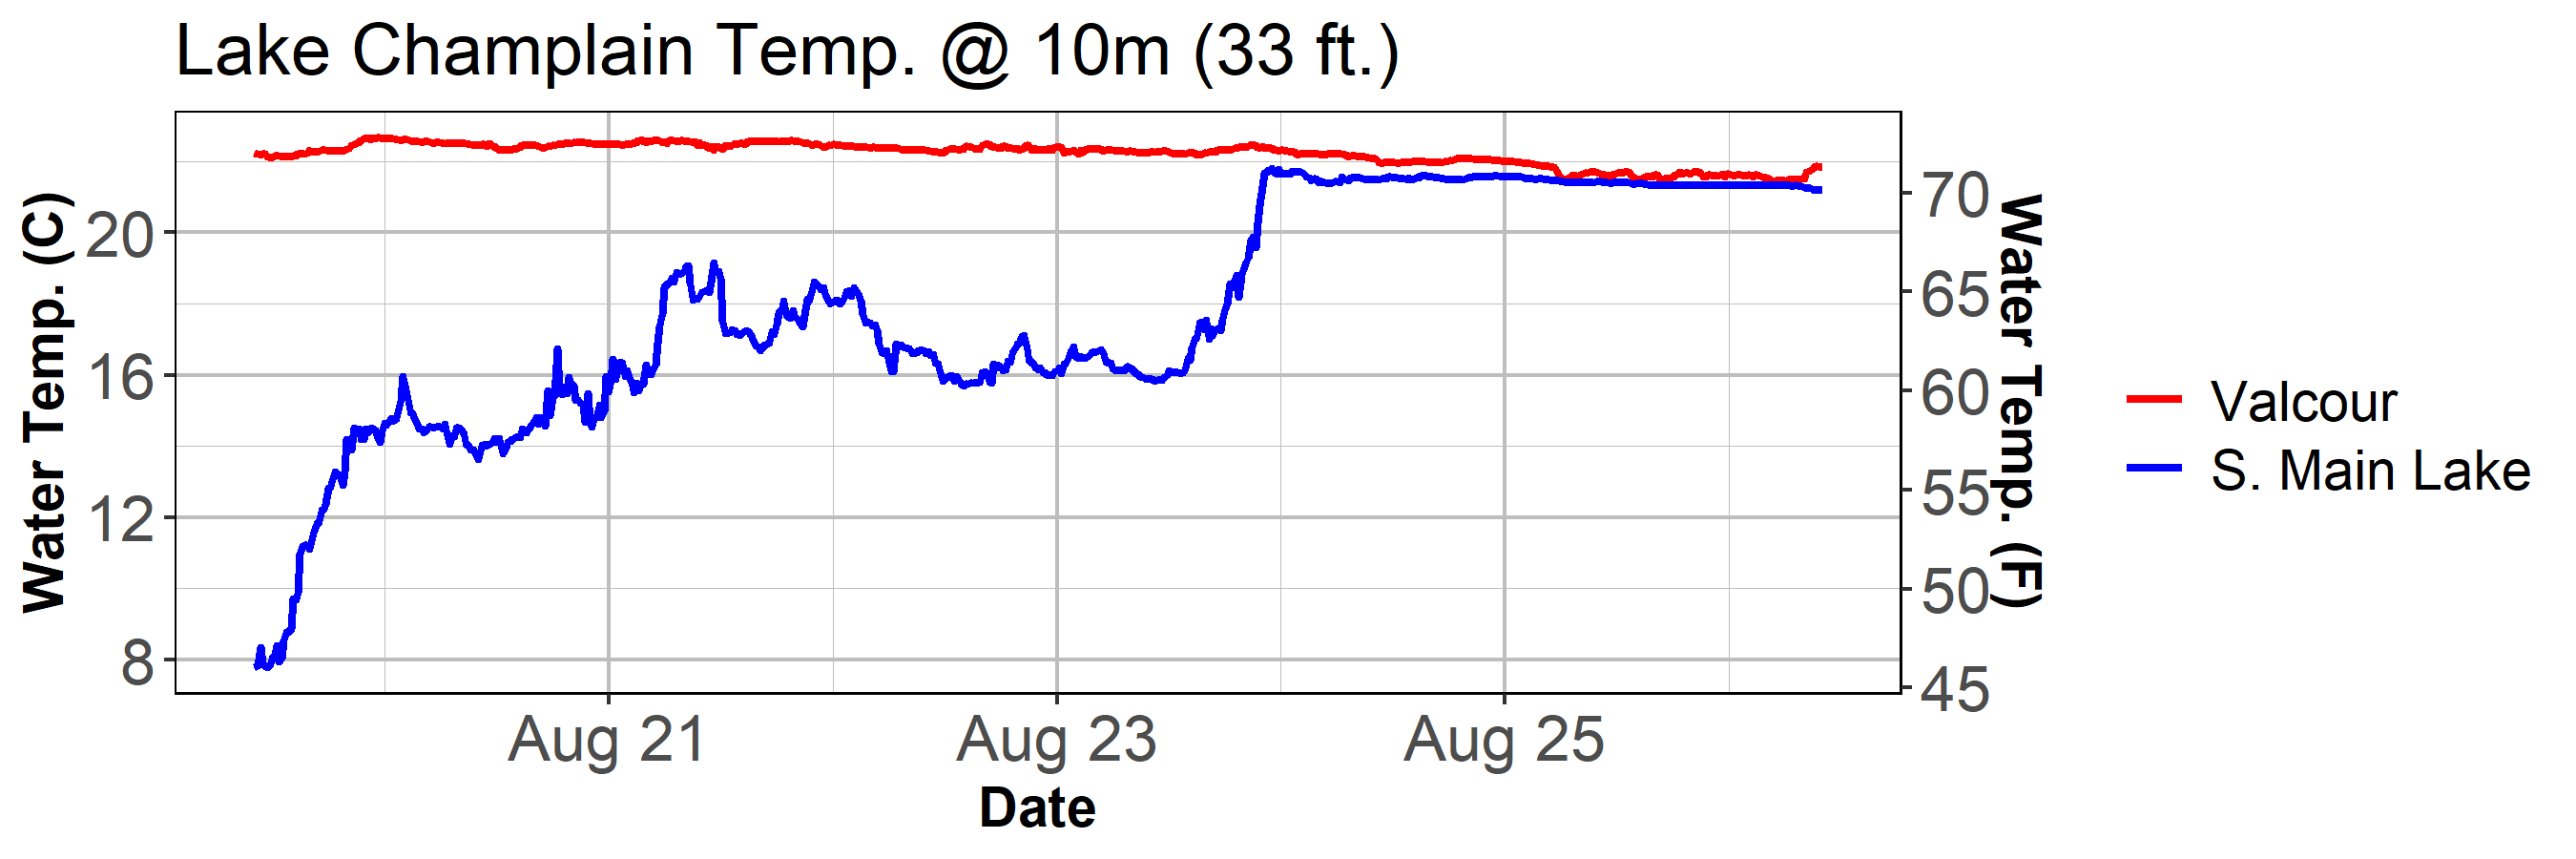 Lake Champlain Temp. @ 10m (33 ft.)
Water Temp. (C)
20
16
12
8
70
65
60
55
50
45
Water Temp. (F)
Aug 21
Aug 23
Aug 25
Date
Valcour
S. Main Lake